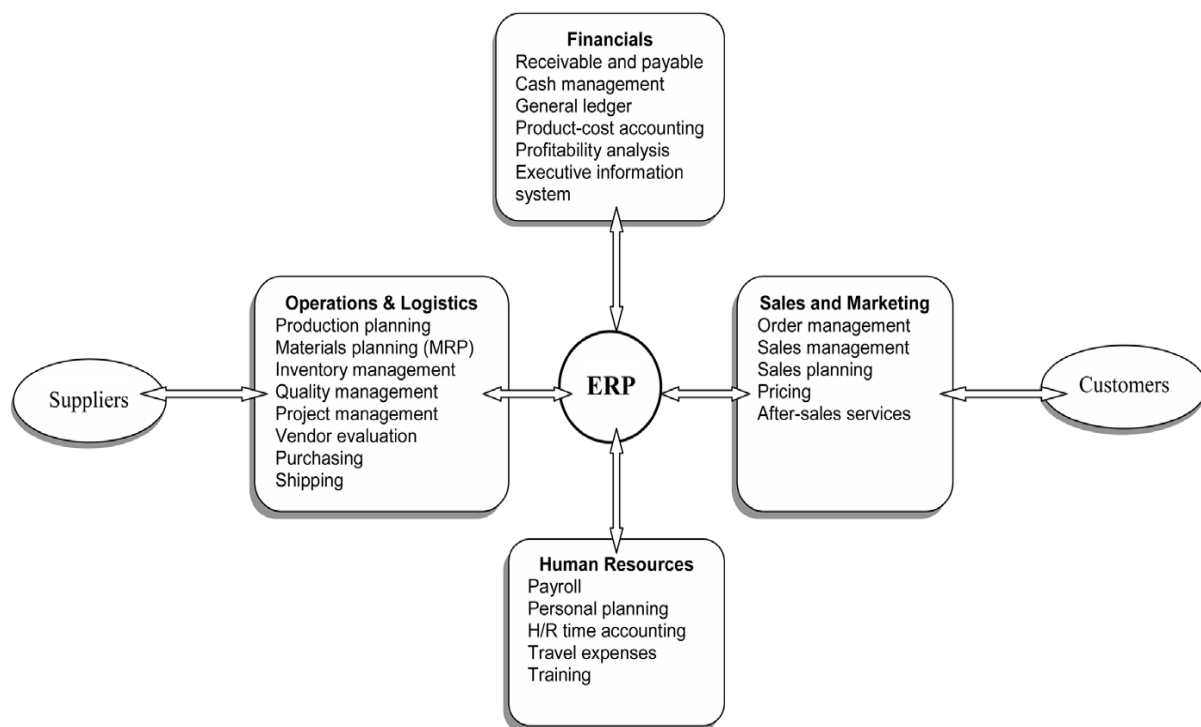 Financials
Receivable and payable
Cash management
General ledger
Product-cost accounting
Profitability analysis
Executive information
system
Operations & Logistics
Production planning
Materials planning (MRP)
Inventory management
Quality management
Project management
Vendor evaluation
Purchasing
Shipping
Sales and Marketing
Order management
Sales management
Sales planning
Pricing
After-sales services
Suppliers
ERP
Customers
Human Resources
Payroll
Personal planning
H/R time accounting
Travel expenses
Training